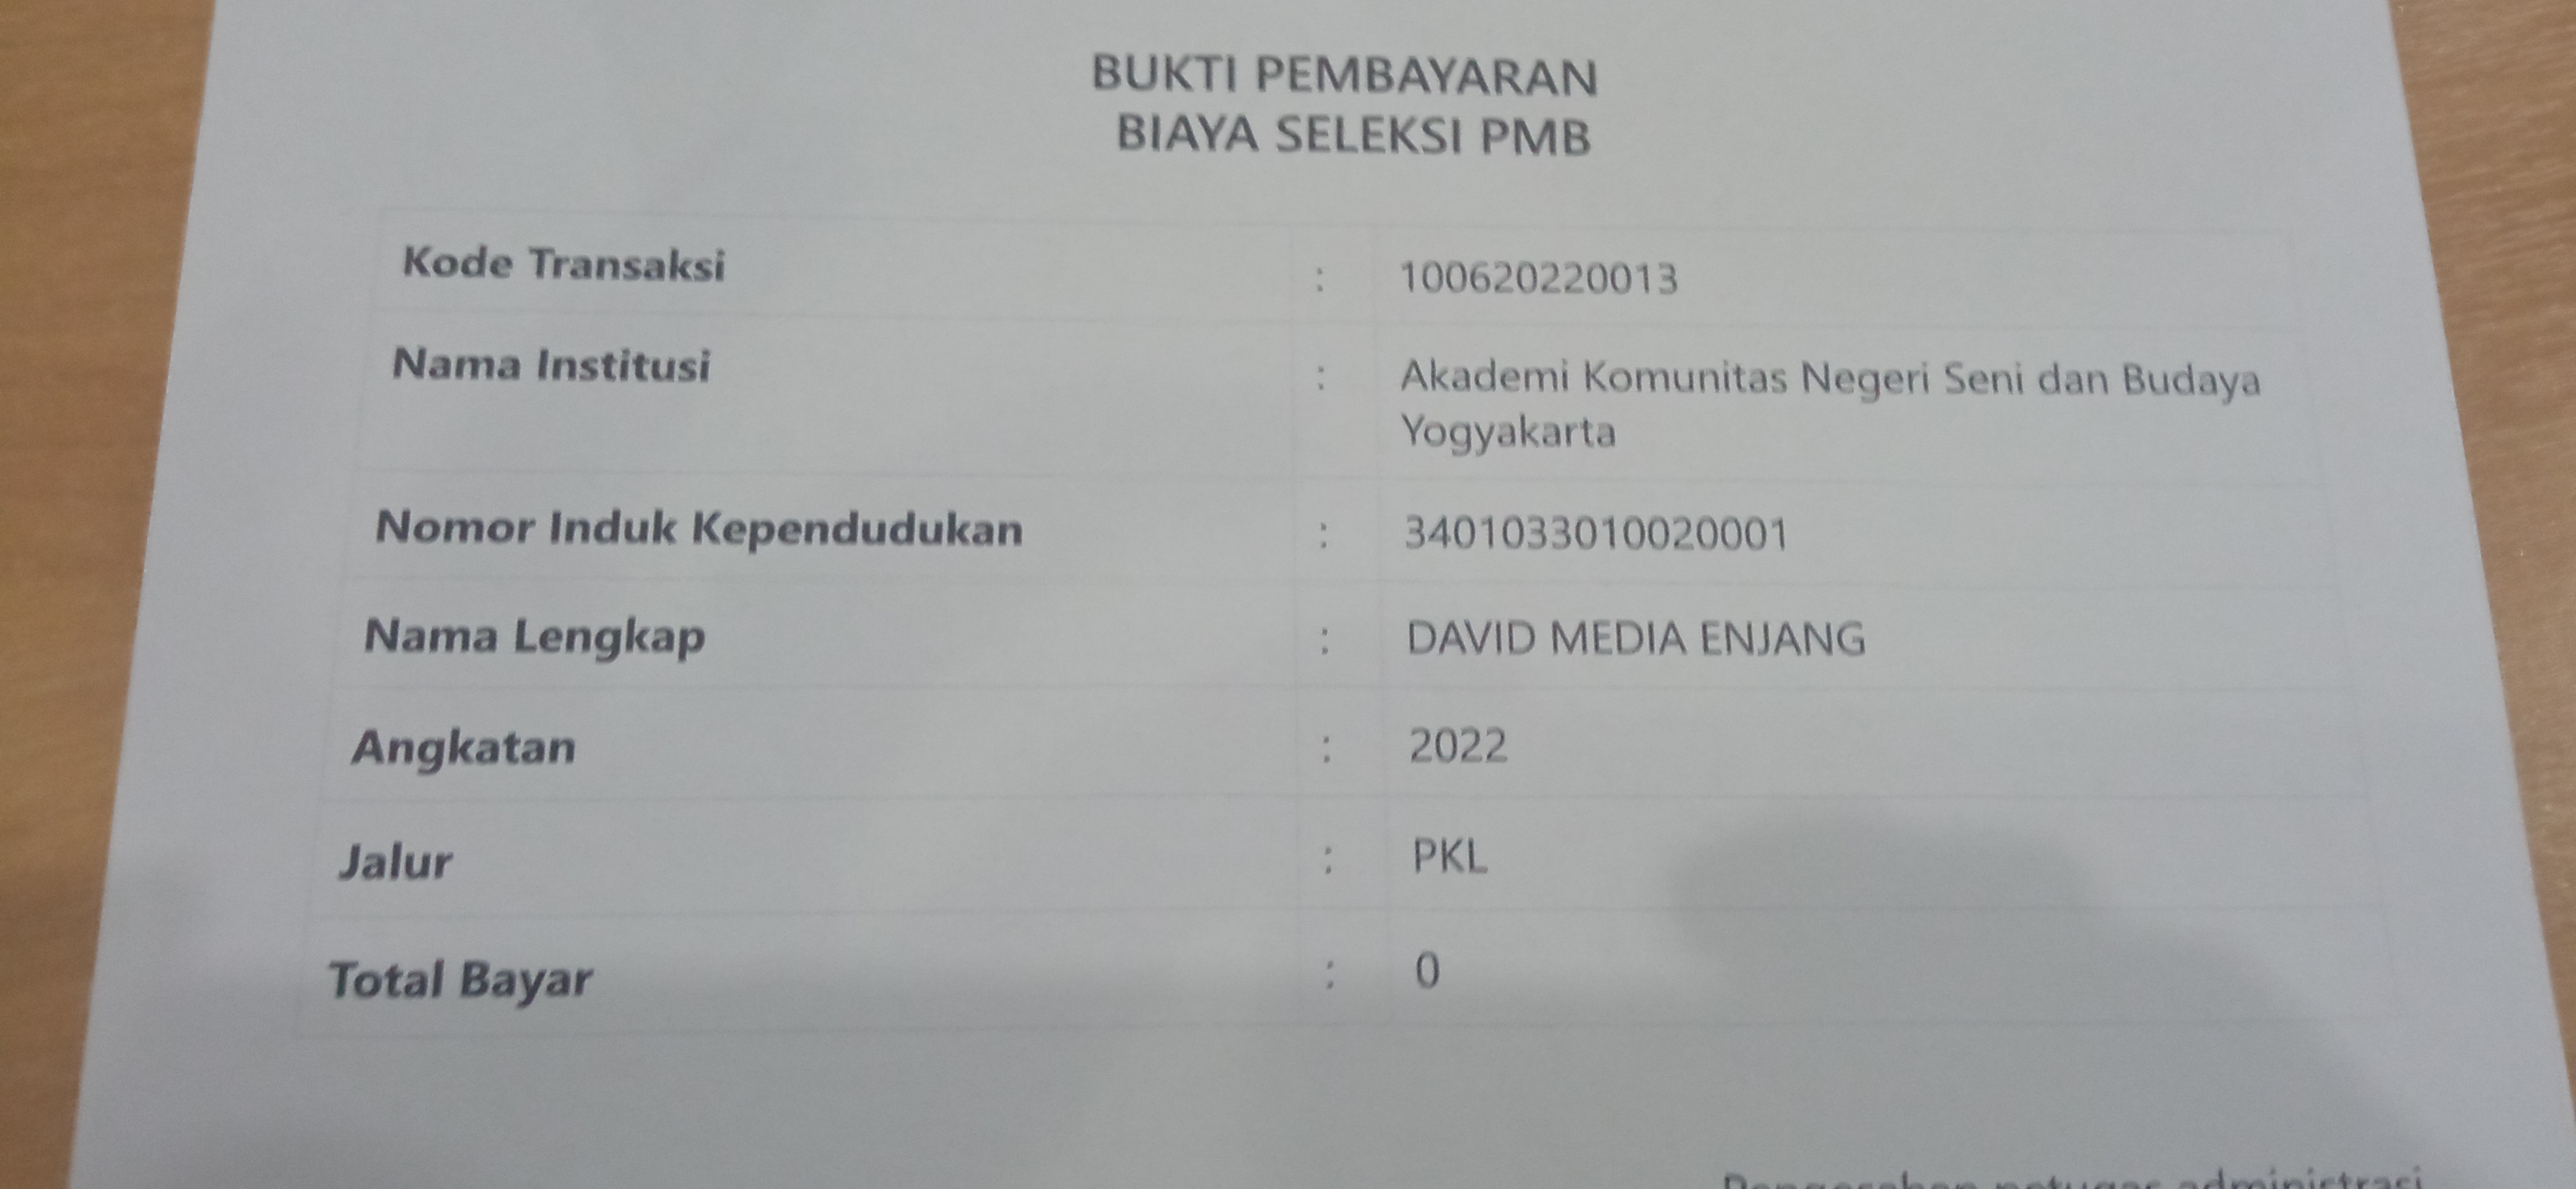 BUKTI PEMBAYARAN
BIAYA SELEKSI PMB
Kode Transaksi : 100620220013
Nama Institusi : Akademi Komunitas Negeri Seni dan Budaya
Yogyakarta
Nomor Induk Kependudukan : 3401033010020001
Nama Lengkap : DAVID MEDIA ENJANG
Angkatan : 2022
Jalur : PKL
Total Bayar : 0
Pengesahan petugas administrasi